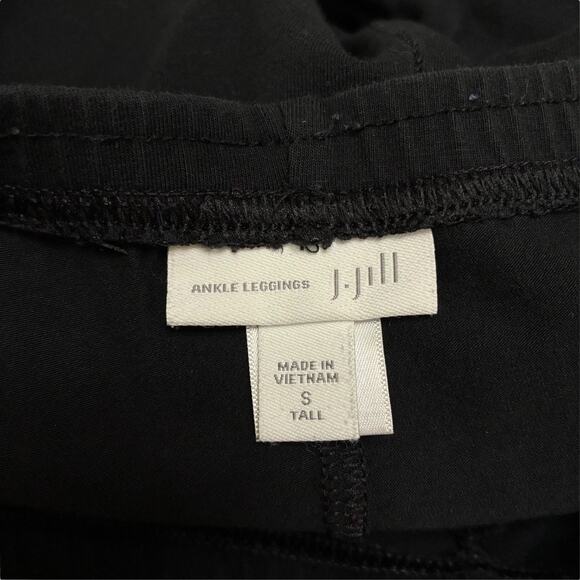 ANKLE LEGGINGS J.Jill
MADE IN
VIETNAM
S
TALL